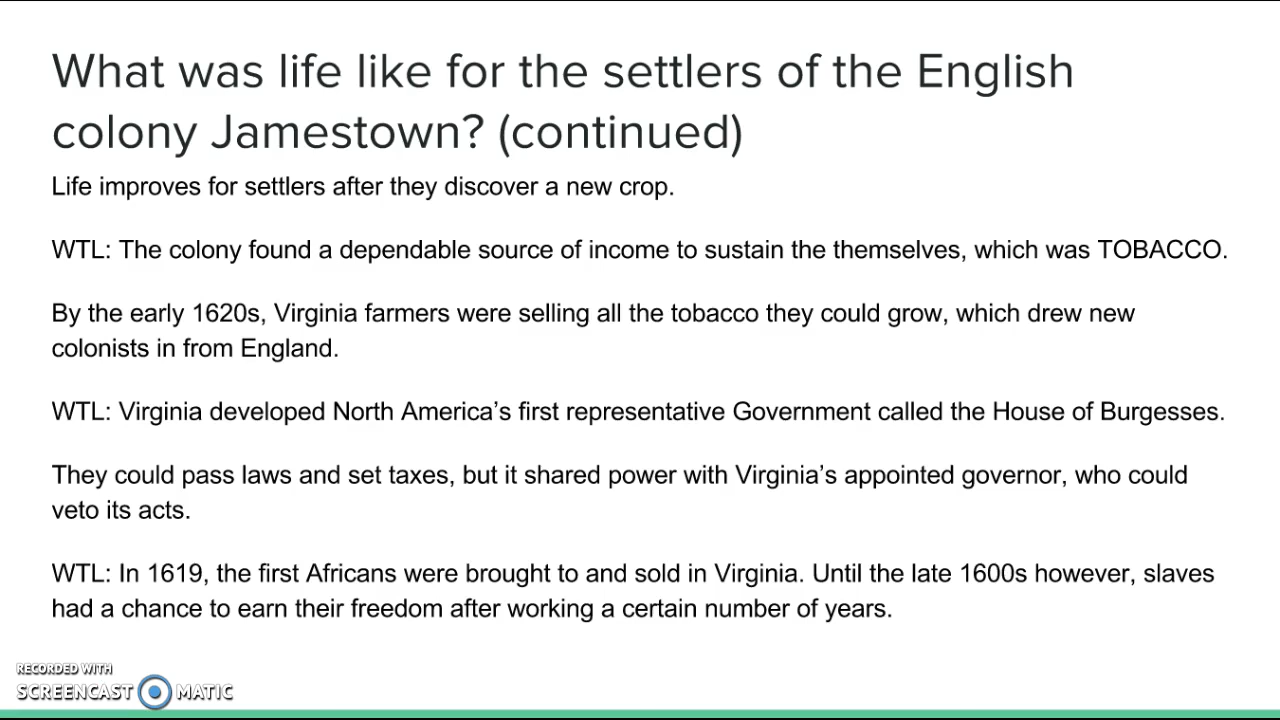 What was life like for the settlers of the English
colony Jamestown? (continued)
Life improves for settlers after they discover a new crop.
WTL: The colony found a dependable source of income to sustain the themselves, which was TOBACCO.
By the early 1620s, Virginia farmers were selling all the tobacco they could grow, which drew new
colonists in from England.
WTL: Virginia developed North America’s first representative Government called the House of Burgesses.
They could pass laws and set taxes, but it shared power with Virginia’s appointed governor, who could
veto its acts.
WTL: In 1619, the first Africans were brought to and sold in Virginia. Until the late 1600s however, slaves
had a chance to earn their freedom after working a certain number of years.
RECORDED WITH
SCREENCAST MATIC